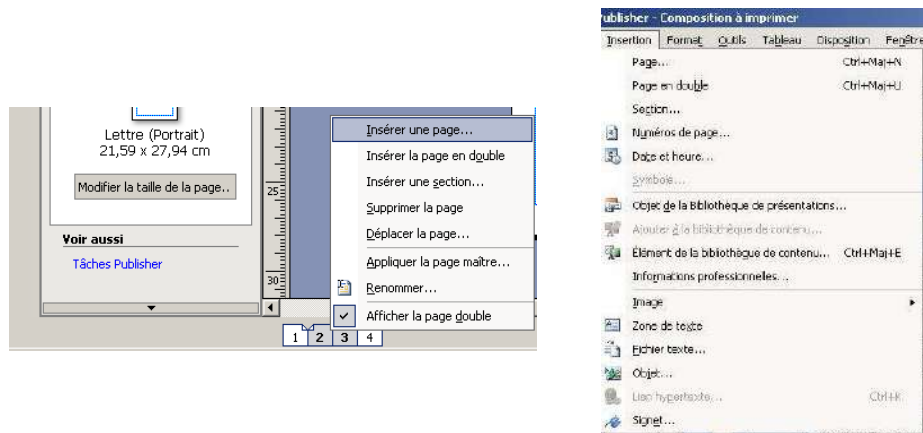 Lettre (Portrait)
21,59 x 27,94 cm
Modifier la taille de la page..
Voir aussi
Tâches Publisher
25
30
Insérer une page...
Insérer la page en double
Insérer une section...
Supprimer la page
Déplacer la page...
Appliquer la page maître...
Renommer...
Afficher la page double
1 2 3 4
ublisher - Composition à imprimer
Insertion Format Outils Tableau Disposition Fenêtre
Page... Ctrl+Maj+N
Page en double Ctrl+Maj+U
Section...
Numéros de page...
Date et heure...
Symbole...
Objet de la Bibliothèque de présentations...
Ajouter à la bibliothèque de contenu...
Élément de la bibliothèque de contenu... Ctrl+Maj+E
Informations professionnelles...
Image
Zone de texte
Fichier texte...
Objet...
Lien hypertexte... Ctrl+K
Signet...